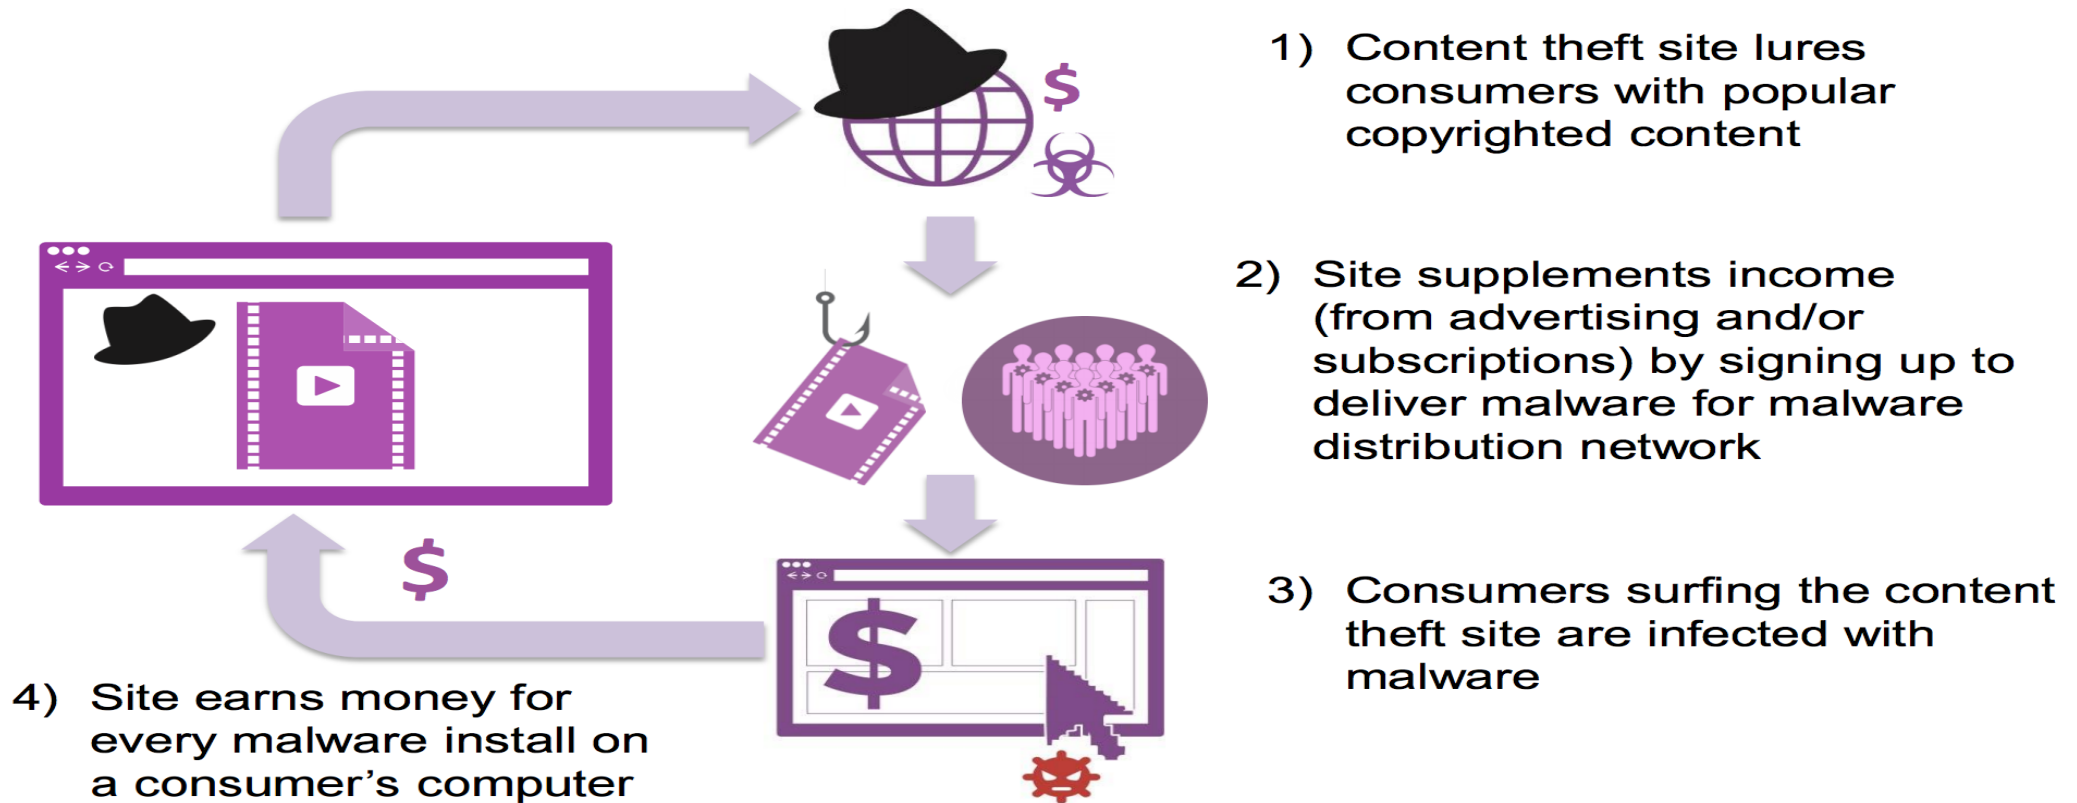 1) Content theft site lures
consumers with popular
copyrighted content
$
2) Site supplements income
(from advertising and/or
subscriptions) by signing up to
deliver malware for malware
distribution network
$
3) Consumers surfing the content
theft site are infected with
malware
$
4) Site earns money for
every malware install on
a consumer’s computer